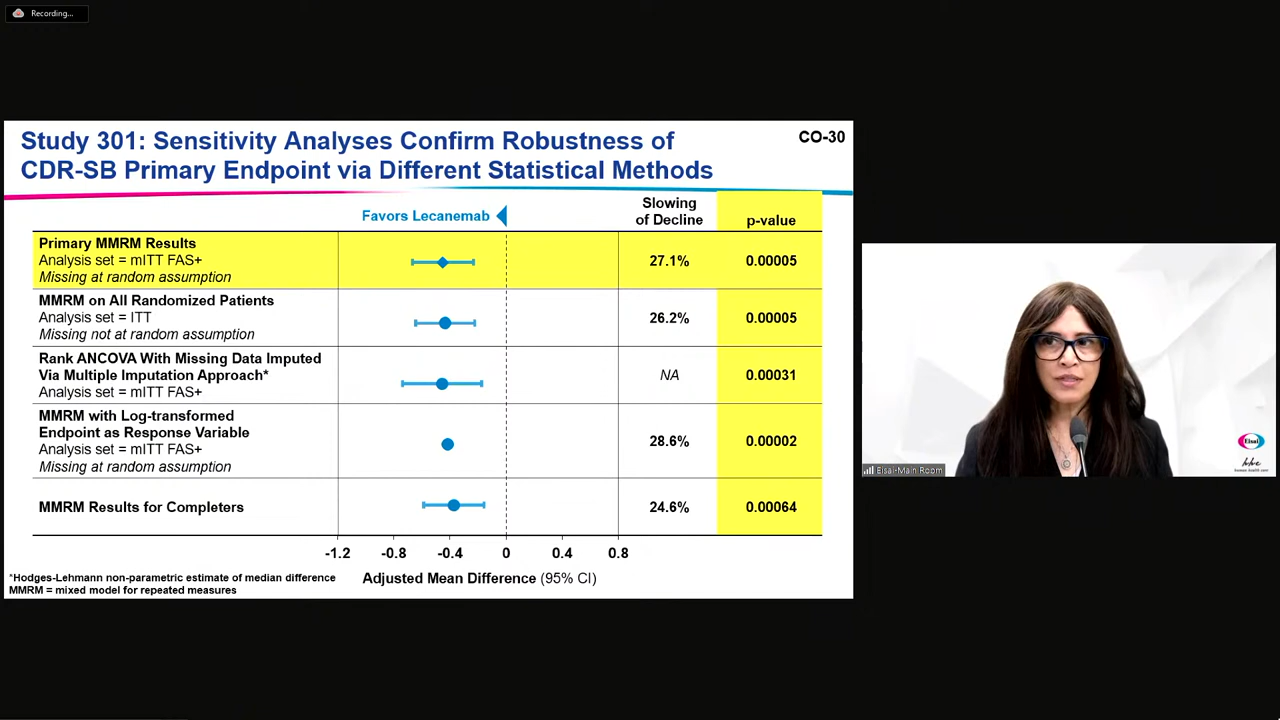 Recording...
Study 301: Sensitivity Analyses Confirm Robustness of
CDR-SB Primary Endpoint via Different Statistical Methods
CO-30
Favors Lecanemab
Slowing
of Decline
p-value
Primary MMRM Results
Analysis set = mITT FAS+
Missing at random assumption
27.1%
0.00005
MMRM on All Randomized Patients
Analysis set = ITT
Missing not at random assumption
26.2%
0.00005
Rank ANCOVA With Missing Data Imputed
Via Multiple Imputation Approach*
Analysis set = mITT FAS+
NA
0.00031
MMRM with Log-transformed
Endpoint as Response Variable
Analysis set = mITT FAS+
Missing at random assumption
28.6%
0.00002
MMRM Results for Completers
24.6%
0.00064
-1.2 -0.8 -0.4 0 0.4 0.8
Adjusted Mean Difference (95% CI)
*Hodges-Lehmann non-parametric estimate of median difference
MMRM = mixed model for repeated measures
Eisai
hhc
human health care
Eisai-Main Room